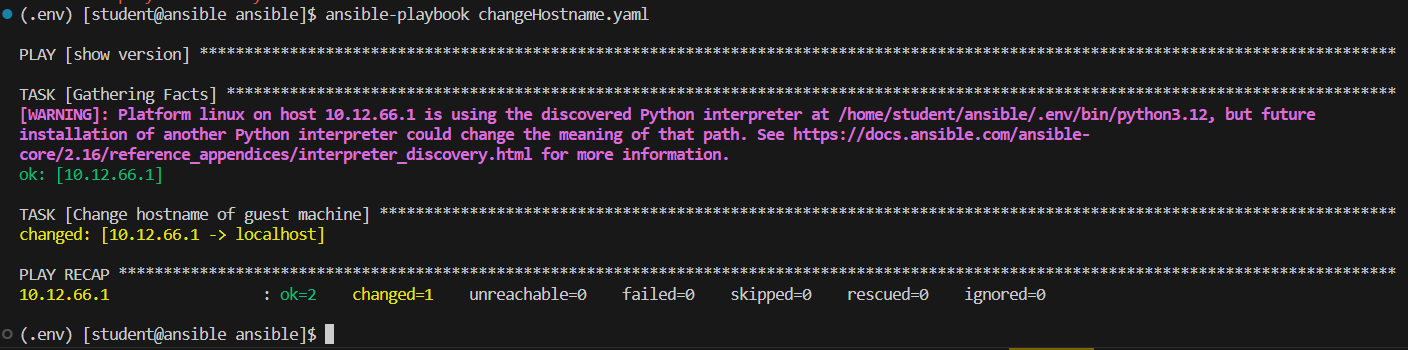 (.env) [student@ansible ansible]$ ansible-playbook changeHostname.yaml
PLAY [show version] *************************************************************************************************************************************
TASK [Gathering Facts] **********************************************************************************************************************************
[WARNING]: Platform linux on host 10.12.66.1 is using the discovered Python interpreter at /home/student/ansible/.env/bin/python3.12, but future
installation of another Python interpreter could change the meaning of that path. See https://docs.ansible.com/ansible-
core/2.16/reference_appendices/interpreter_discovery.html for more information.
ok: [10.12.66.1]
TASK [Change hostname of guest machine] *****************************************************************************************************************
changed: [10.12.66.1 -> localhost]
PLAY RECAP **********************************************************************************************************************************************
10.12.66.1                 : ok=2    changed=1    unreachable=0    failed=0    skipped=0    rescued=0    ignored=0
(.env) [student@ansible ansible]$